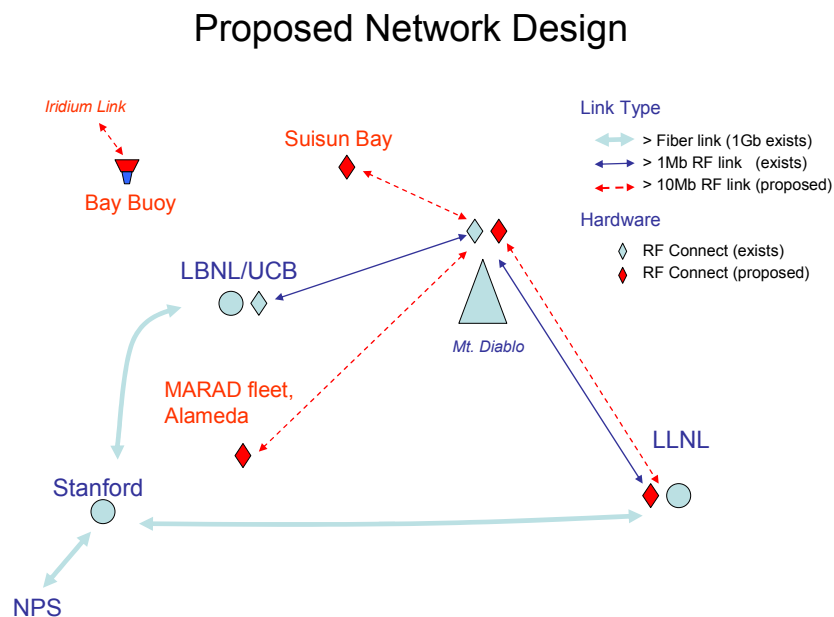 Proposed Network Design
Iridium Link
Bay Buoy
Suisun Bay
Link Type
> Fiber link (1Gb exists)
> 1Mb RF link (exists)
> 10Mb RF link (proposed)
Hardware
RF Connect (exists)
RF Connect (proposed)
LBNL/UCB
Mt. Diablo
MARAD fleet,
Alameda
LLNL
Stanford
NPS